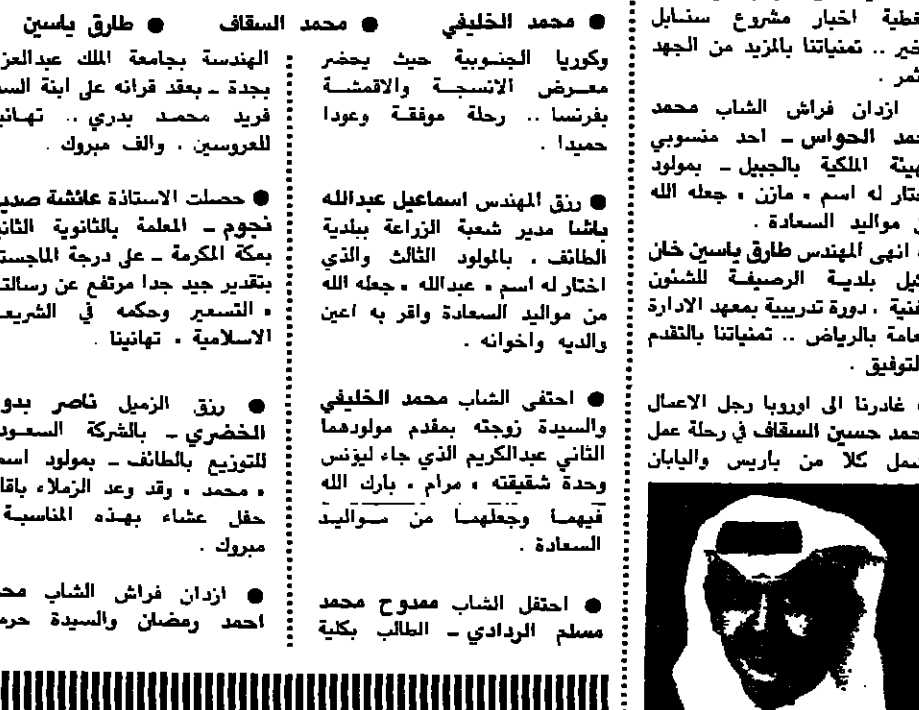 اخبار مشروع سنابل
.. تمنياتنا بالمزيد من الجهد
ازدان فراش الشاب محمد
الحواس ـ احد منسوبي
الملكية بالجبيل ـ بمولود
له اسم « مازن » جعله الله
مواليد السعادة .
انهى المهندس طارق ياسين خان
بلدية الرصيفة للشئون
، دورة تدريبية بمعهد الادارة
بالرياض .. تمنياتنا بالتقدم
غادرنا الى اوروبا رجل الاعمال
حسين السقاف في رحلة عمل
كلا من باريس واليابان
● محمد الخليفي ● محمد السقاف ● طارق ياسين
وكوريا الجنوبية حيث يحضر
معرض الانسجة والاقمشة
بفرنسا .. رحلة موفقة وعودا
حميدا .
● رزق المهندس اسماعيل عبدالله
باشا مدير شعبة الزراعة ببلدية
الطائف ، بالمولود الثالث والذي
اختار له اسم « عبدالله » جعله الله
من مواليد السعادة واقر به اعين
والديه واخوانه .
● احتفى الشاب محمد الخليفي
والسيدة زوجته بمقدم مولودهما
الثاني عبدالكريم الذي جاء ليؤنس
وحدة شقيقته « مرام » بارك الله
فيهما وجعلهما من مواليد
السعادة .
● احتفل الشاب ممدوح محمد
مسلم الردادي ـ الطالب بكلية
الهندسة بجامعة الملك
بجدة ـ بعقد قرانه على ابنة
فريد محمد بدري ..
للعروسين ، والف مبروك .
● حصلت الاستاذة عائشة
نجوم ـ المعلمة بالثانوية
بمكة المكرمة ـ على درجة
بتقدير جيد جدا مرتفع عن
« التسعير وحكمه في
الاسلامية » تهانينا .
● رزق الزميل ناصر
الخضري ـ بالشركة
للتوزيع بالطائف ـ بمولود
« محمد » وقد وعد الزملاء
حفل عشاء بهذه المناسبة
مبروك .
● ازدان فراش الشاب
احمد رمضان والسيدة